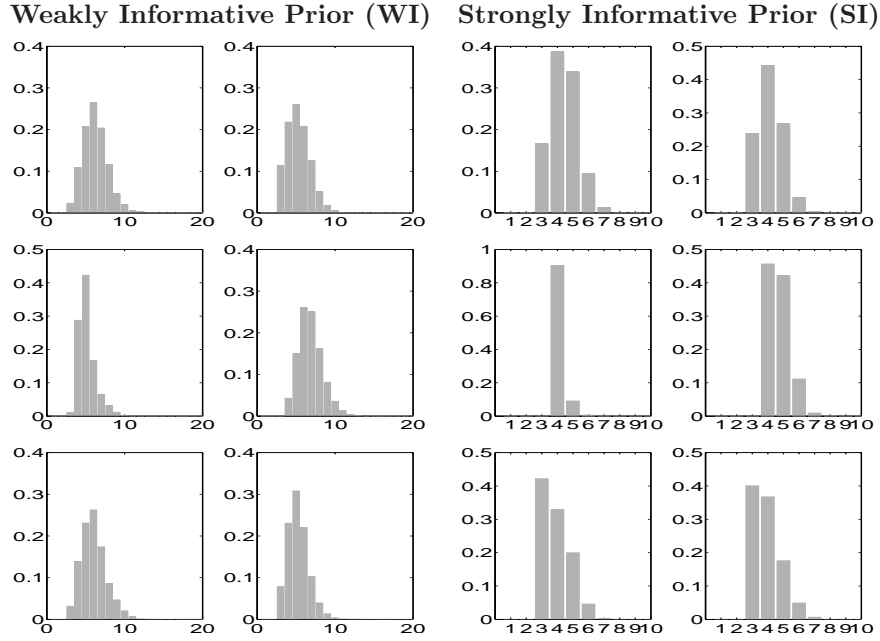 Weakly Informative Prior (WI) Strongly Informative Prior (SI)
0.4 0.4 0.4 0.5
0.3 0.3 0.3 0.4
0.2 0.2 0.2 0.3
0.1 0.1 0.1 0.2
0.1
0 0 0 0
0 10 20 0 10 20 1 2 3 4 5 6 7 8 9 10 1 2 3 4 5 6 7 8 9 10
0.5 0.4 1 0.5
0.4 0.3 0.8 0.4
0.3 0.2 0.6 0.3
0.2 0.1 0.4 0.2
0.1 0.2 0.1
0 0 0 0
0 10 20 0 10 20 1 2 3 4 5 6 7 8 9 10 1 2 3 4 5 6 7 8 9 10
0.4 0.4 0.5 0.5
0.3 0.3 0.4 0.4
0.2 0.2 0.3 0.3
0.1 0.1 0.2 0.2
0.1 0.1
0 0 0 0
0 10 20 0 10 20 1 2 3 4 5 6 7 8 9 10 1 2 3 4 5 6 7 8 9 10